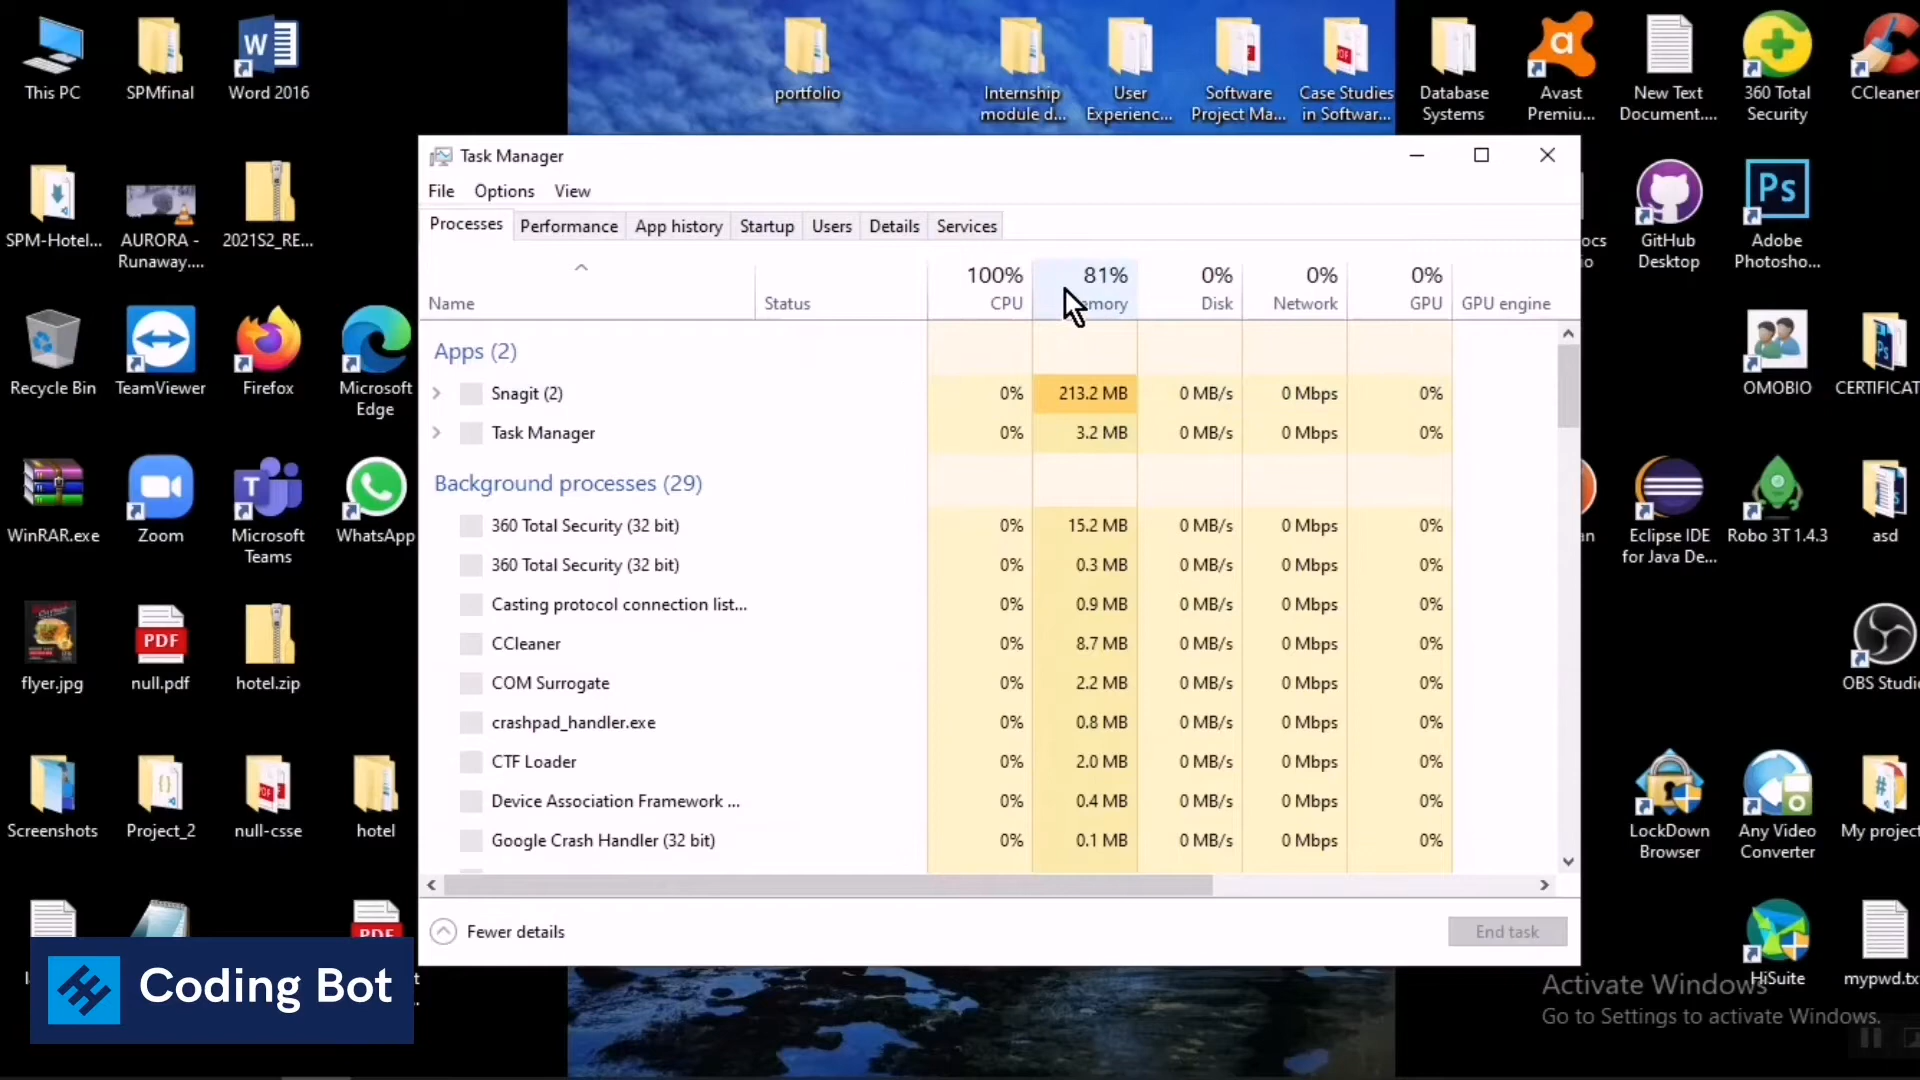 This PC
SPMfinal
Word 2016
portfolio
Internship
module d...
User
Experienc...
Software
Project Ma...
Case Studies
in Softwar...
Database
Systems
Avast
Premiu...
New Text
Document....
360 Total
Security
CCleaner
Task Manager
File Options View
Processes Performance App history Startup Users Details Services
100% 81% 0% 0% 0%
Name Status CPU Disk Network GPU GPU engine
Apps (2)
Snagit (2) 0% 213.2 MB 0 MB/s 0 Mbps 0%
Task Manager 0% 3.2 MB 0 MB/s 0 Mbps 0%
Background processes (29)
360 Total Security (32 bit) 0% 15.2 MB 0 MB/s 0 Mbps 0%
360 Total Security (32 bit) 0% 0.3 MB 0 MB/s 0 Mbps 0%
Casting protocol connection list... 0% 0.9 MB 0 MB/s 0 Mbps 0%
CCleaner 0% 8.7 MB 0 MB/s 0 Mbps 0%
COM Surrogate 0% 2.2 MB 0 MB/s 0 Mbps 0%
crashpad_handler.exe 0% 0.8 MB 0 MB/s 0 Mbps 0%
CTF Loader 0% 2.0 MB 0 MB/s 0 Mbps 0%
Device Association Framework ... 0% 0.4 MB 0 MB/s 0 Mbps 0%
Google Crash Handler (32 bit) 0% 0.1 MB 0 MB/s 0 Mbps 0%
Fewer details
End task
SPM-Hotel...
AURORA -
Runaway....
2021S2_RE...
GitHub
Desktop
Ps
Adobe
Photosho...
Recycle Bin
TeamViewer
Firefox
Microsoft
Edge
OMOBIO
CERTIFICAT
WinRAR.exe
Zoom
Microsoft
Teams
WhatsApp
Eclipse IDE
for Java De...
Robo 3T 1.4.3
asd
flyer.jpg
PDF
null.pdf
hotel.zip
OBS Studi
Screenshots
Project_2
null-csse
hotel
LockDown
Browser
Any Video
Converter
My project
PDF
HiSuite
mypwd.tx
Coding Bot
Activate Windows
Go to Settings to activate Windows.